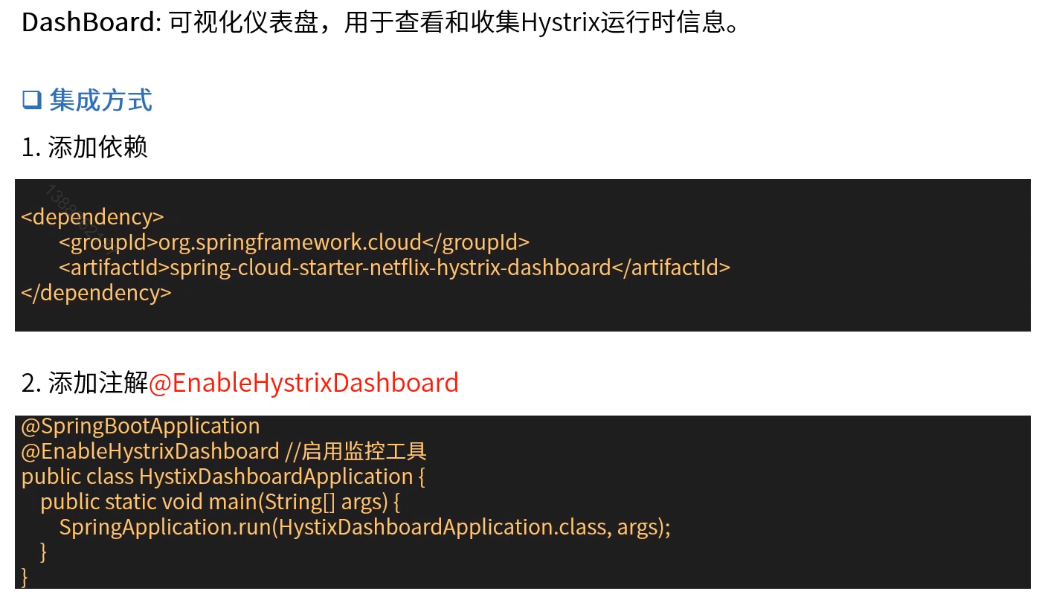 DashBoard: 可视化仪表盘，用于查看和收集Hystrix运行时信息。
❑ 集成方式
1. 添加依赖
<dependency>
<groupId>org.springframework.cloud</groupId>
<artifactId>spring-cloud-starter-netflix-hystrix-dashboard</artifactId>
</dependency>
2. 添加注解@EnableHystrixDashboard
@SpringBootApplication
@EnableHystrixDashboard //启用监控工具
public class HystixDashboardApplication {
public static void main(String[] args) {
SpringApplication.run(HystixDashboardApplication.class, args);
}
}